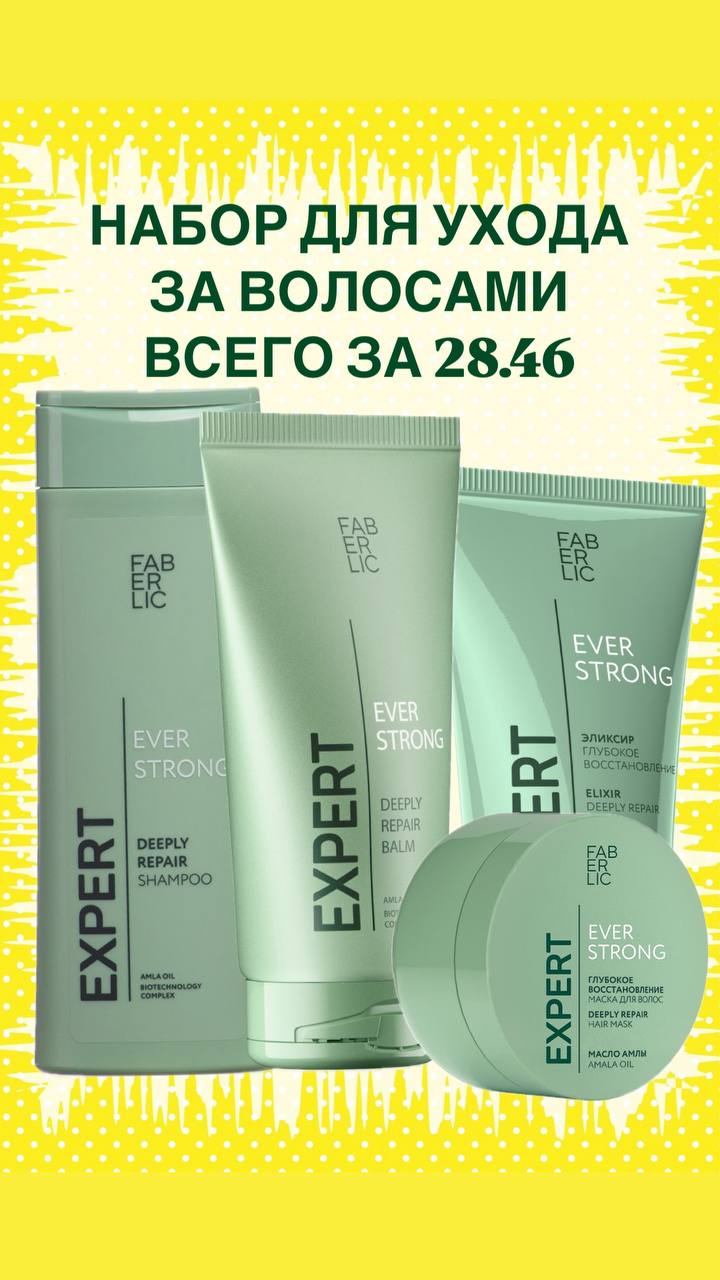 НАБОР ДЛЯ УХОДА
ЗА ВОЛОСАМИ
ВСЕГО ЗА 28.46
FAB
ER
LIC
EVER
STRONG
EXPERT
DEEPLY
REPAIR
SHAMPOO
AMLA OIL
BIOTECHNOLOGY
COMPLEX
FAB
ER
LIC
EVER
STRONG
EXPERT
DEEPLY
REPAIR
BALM
FAB
ER
LIC
EVER
STRONG
ЭЛИКСИР
ГЛУБОКОЕ
ВОССТАНОВЛЕНИЕ
ELIXIR
DEEPLY REPAIR
FAB
ER
LIC
EVER
STRONG
EXPERT
ГЛУБОКОЕ
ВОССТАНОВЛЕНИЕ
МАСКА ДЛЯ ВОЛОС
DEEPLY REPAIR
HAIR MASK
МАСЛО АМЛЫ
AMALA OIL